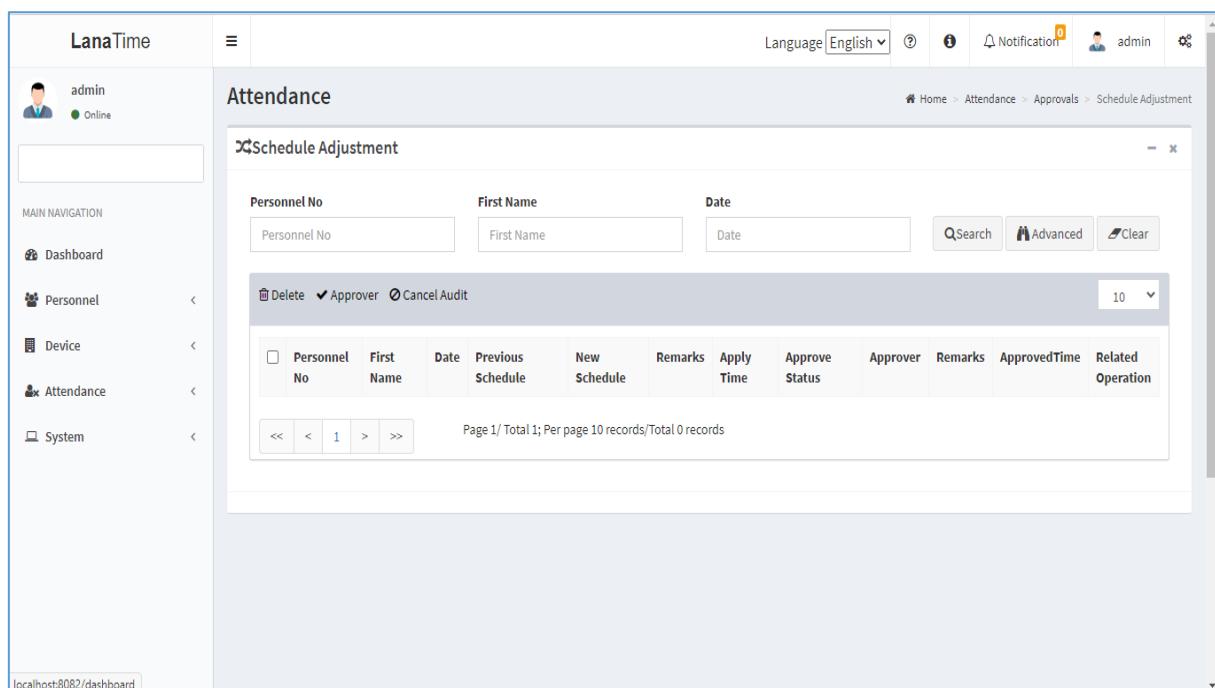 LanaTime
Language English Notification 0 admin
admin
Online
Attendance
Home > Attendance > Approvals > Schedule Adjustment
Schedule Adjustment
MAIN NAVIGATION
Dashboard
Personnel
Device
Attendance
System
Personnel No First Name Date
Personnel No First Name Date Search Advanced Clear
Delete Approver Cancel Audit 10
Personnel No First Name Date Previous Schedule New Schedule Remarks Apply Time Approve Status Approver Remarks ApprovedTime Related Operation
<< < 1 > >> Page 1/ Total 1; Per page 10 records/Total 0 records
localhost:8082/dashboard